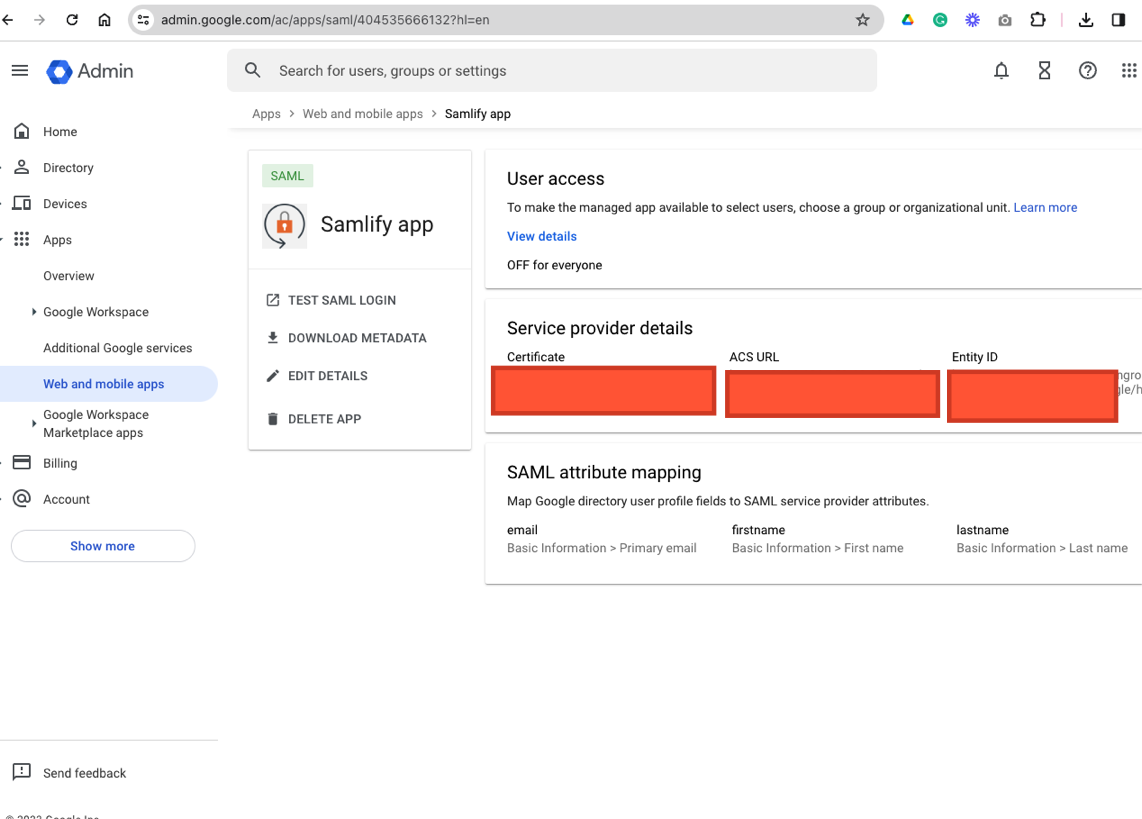 admin.google.com/ac/apps/saml/404535666132?hl=en
Admin
Search for users, groups or settings
Apps > Web and mobile apps > Samlify app
Home
Directory
Devices
Apps
Overview
Google Workspace
Additional Google services
Web and mobile apps
Google Workspace
Marketplace apps
Billing
Account
Show more
Send feedback
SAML
Samlify app
TEST SAML LOGIN
DOWNLOAD METADATA
EDIT DETAILS
DELETE APP
User access
To make the managed app available to select users, choose a group or organizational unit. Learn more
View details
OFF for everyone
Service provider details
Certificate ACS URL Entity ID
SAML attribute mapping
Map Google directory user profile fields to SAML service provider attributes.
email firstname lastname
Basic Information > Primary email Basic Information > First name Basic Information > Last name